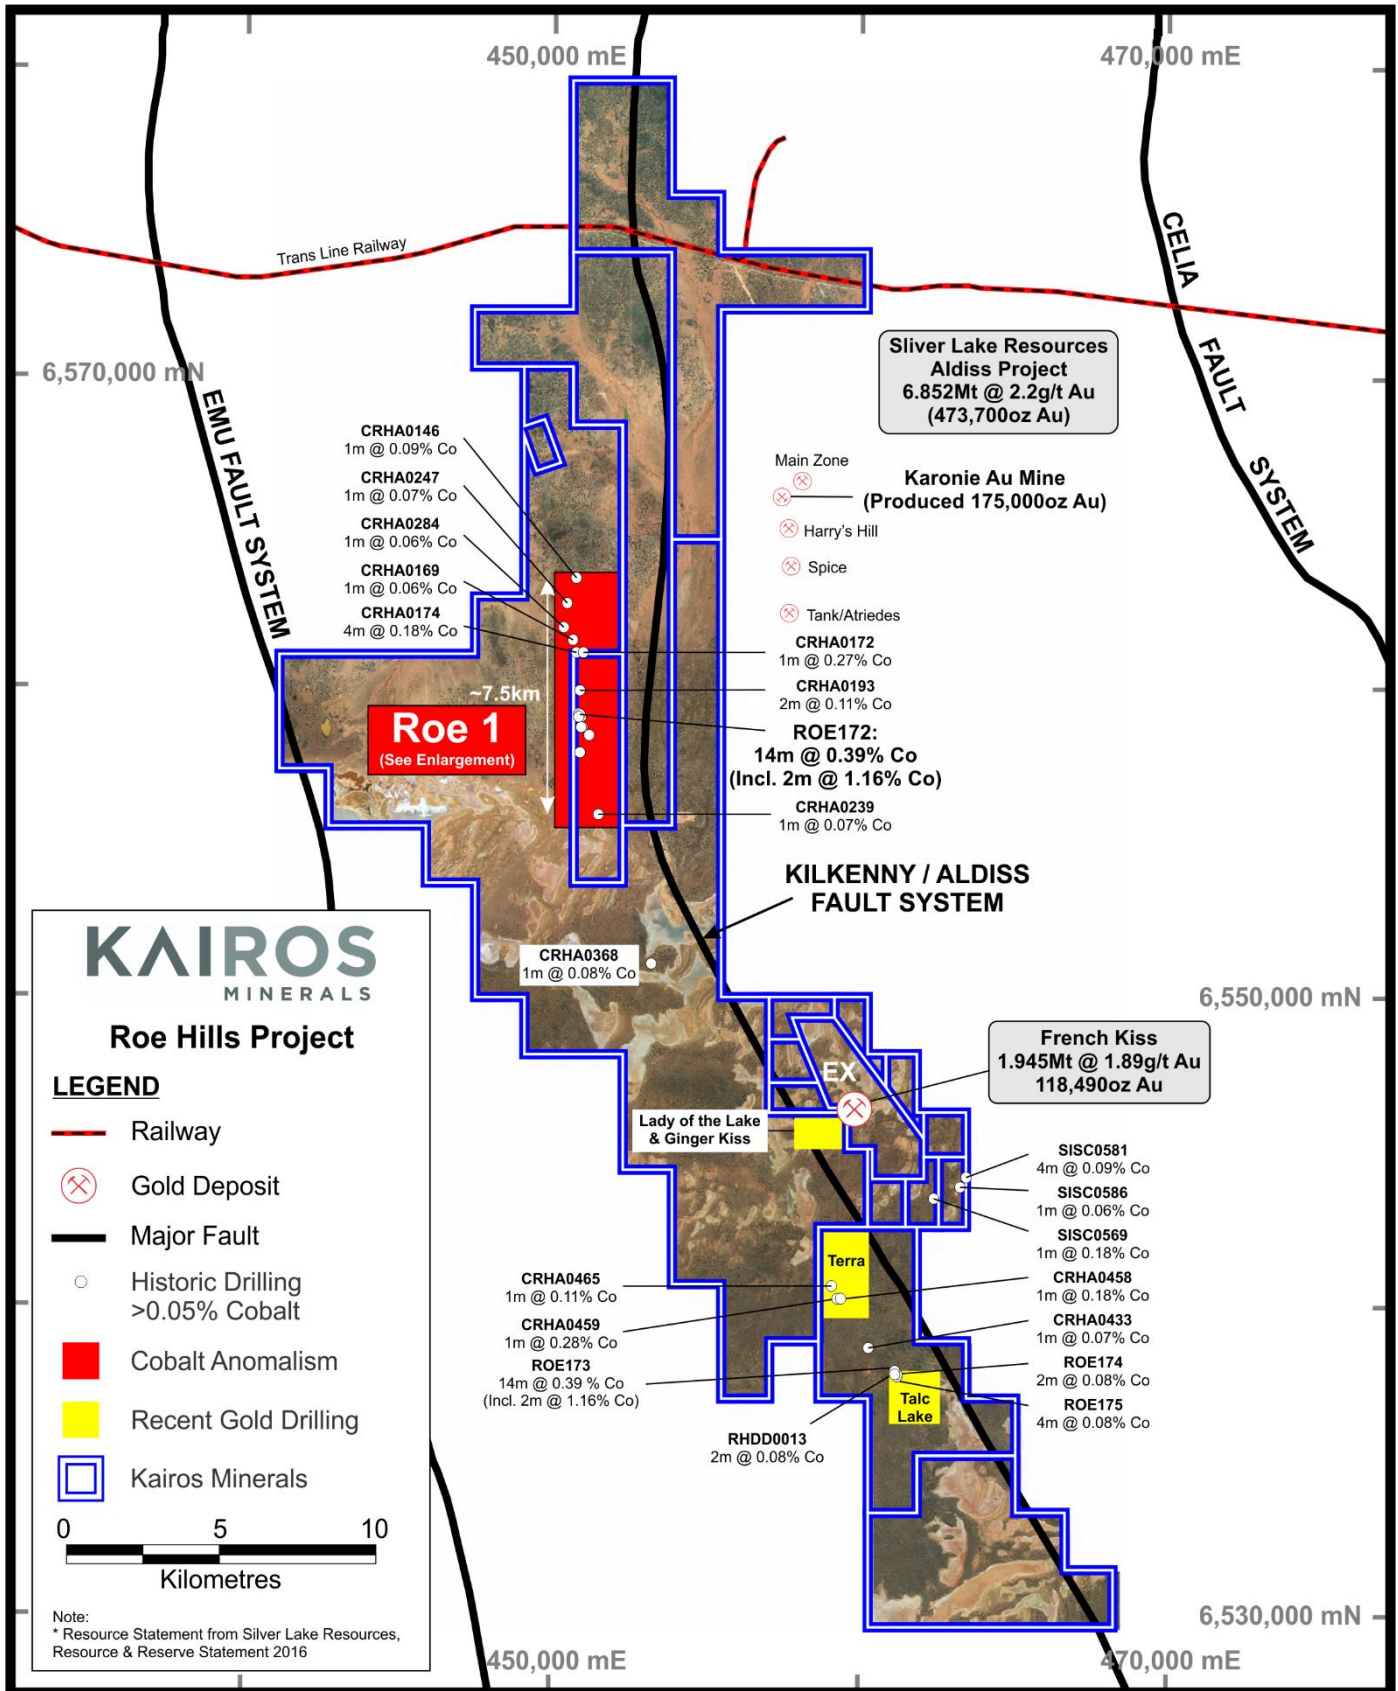 450,000 mE
470,000 mE
Trans Line Railway
CELIA
FAULT
SYSTEM
Sliver Lake Resources
Aldiss Project
6.852Mt @ 2.2g/t Au
(473,700oz Au)
6,570,000 mN
EMU FAULT SYSTEM
CRHA0146
1m @ 0.09% Co
CRHA0247
1m @ 0.07% Co
CRHA0284
1m @ 0.06% Co
CRHA0169
1m @ 0.06% Co
CRHA0174
4m @ 0.18% Co
Main Zone
Karonie Au Mine
(Produced 175,000oz Au)
Harry's Hill
Spice
Tank/Atriedes
CRHA0172
1m @ 0.27% Co
CRHA0193
2m @ 0.11% Co
~7.5km
Roe 1
(See Enlargement)
ROE172:
14m @ 0.39% Co
(Incl. 2m @ 1.16% Co)
CRHA0239
1m @ 0.07% Co
KILKENNY / ALDISS
FAULT SYSTEM
CRHA0368
1m @ 0.08% Co
6,550,000 mN
French Kiss
1.945Mt @ 1.89g/t Au
118,490oz Au
EX
Lady of the Lake
& Ginger Kiss
SISC0581
4m @ 0.09% Co
SISC0586
1m @ 0.06% Co
SISC0569
1m @ 0.18% Co
Terra
CRHA0465
1m @ 0.11% Co
CRHA0458
1m @ 0.18% Co
CRHA0459
1m @ 0.28% Co
CRHA0433
1m @ 0.07% Co
ROE173
14m @ 0.39 % Co
(Incl. 2m @ 1.16% Co)
ROE174
2m @ 0.08% Co
Talc
Lake
ROE175
4m @ 0.08% Co
RHDD0013
2m @ 0.08% Co
KAIROS
MINERALS
Roe Hills Project
LEGEND
Railway
Gold Deposit
Major Fault
Historic Drilling
>0.05% Cobalt
Cobalt Anomalism
Recent Gold Drilling
Kairos Minerals
0 5 10
Kilometres
Note:
* Resource Statement from Silver Lake Resources,
Resource & Reserve Statement 2016
6,530,000 mN
450,000 mE
470,000 mE